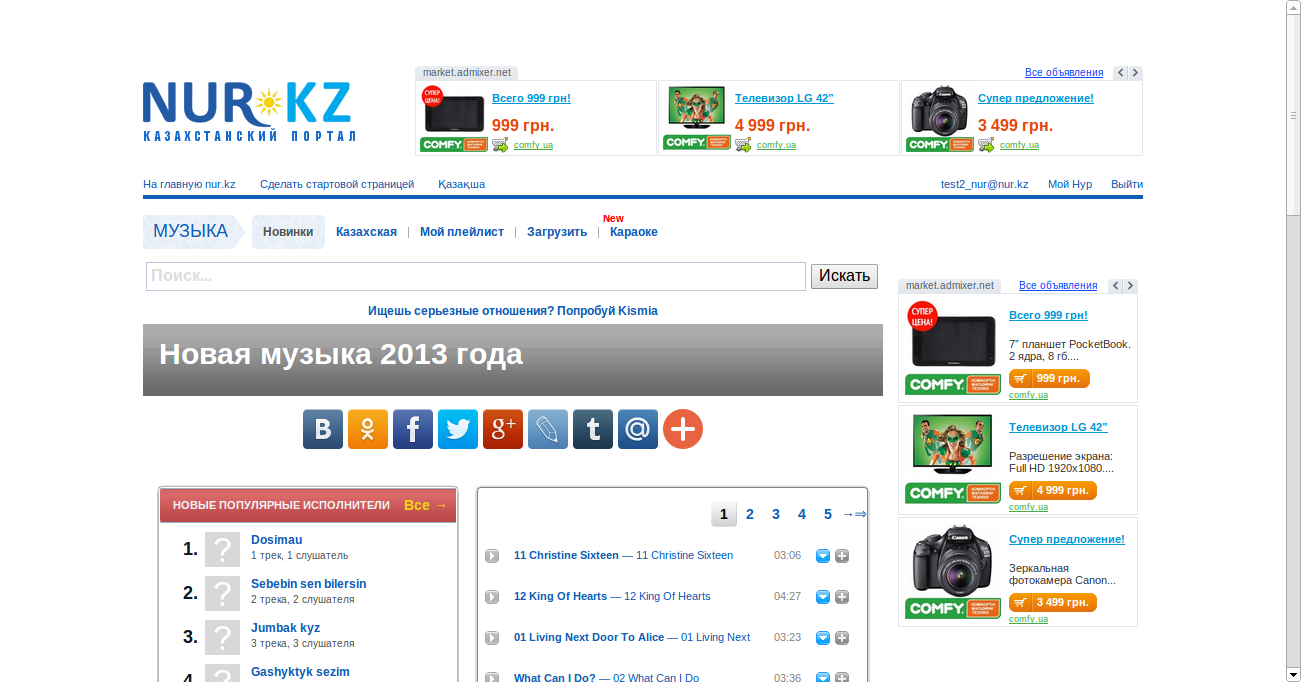 NUR.KZ
КАЗАХСТАНСКИЙ ПОРТАЛ
market.admixer.net
Все объявления
СУПЕР ЦЕНА!
Всего 999 грн!
999 грн.
COMFY
comfy.ua
Телевизор LG 42”
4 999 грн.
COMFY
comfy.ua
Супер предложение!
3 499 грн.
COMFY
comfy.ua
На главную nur.kz Сделать стартовой страницей Қазақша
test2_nur@nur.kz Мой Нур Выйти
New
МУЗЫКА Новинки Казахская | Мой плейлист | Загрузить | Караоке
Поиск... Искать
Ищешь серьезные отношения? Попробуй Kismia
Новая музыка 2013 года
НОВЫЕ ПОПУЛЯРНЫЕ ИСПОЛНИТЕЛИ Все →
1. Dosimau
1 трек, 1 слушатель
2. Sebebin sen bilersin
2 трека, 2 слушателя
3. Jumbak kyz
3 трека, 3 слушателя
4. Gashyktyk sezim
1 2 3 4 5 →⇒
11 Christine Sixteen — 11 Christine Sixteen 03:06
12 King Of Hearts — 12 King Of Hearts 04:27
01 Living Next Door To Alice — 01 Living Next 03:23
What Can I Do? — 02 What Can I Do 03:36
market.admixer.net Все объявления
СУПЕР ЦЕНА!
Всего 999 грн!
7” планшет PocketBook.
2 ядра, 8 гб....
COMFY
999 грн.
comfy.ua
Телевизор LG 42”
Разрешение экрана:
Full HD 1920x1080....
COMFY
4 999 грн.
comfy.ua
Супер предложение!
Зеркальная
фотокамера Canon...
COMFY
3 499 грн.
comfy.ua